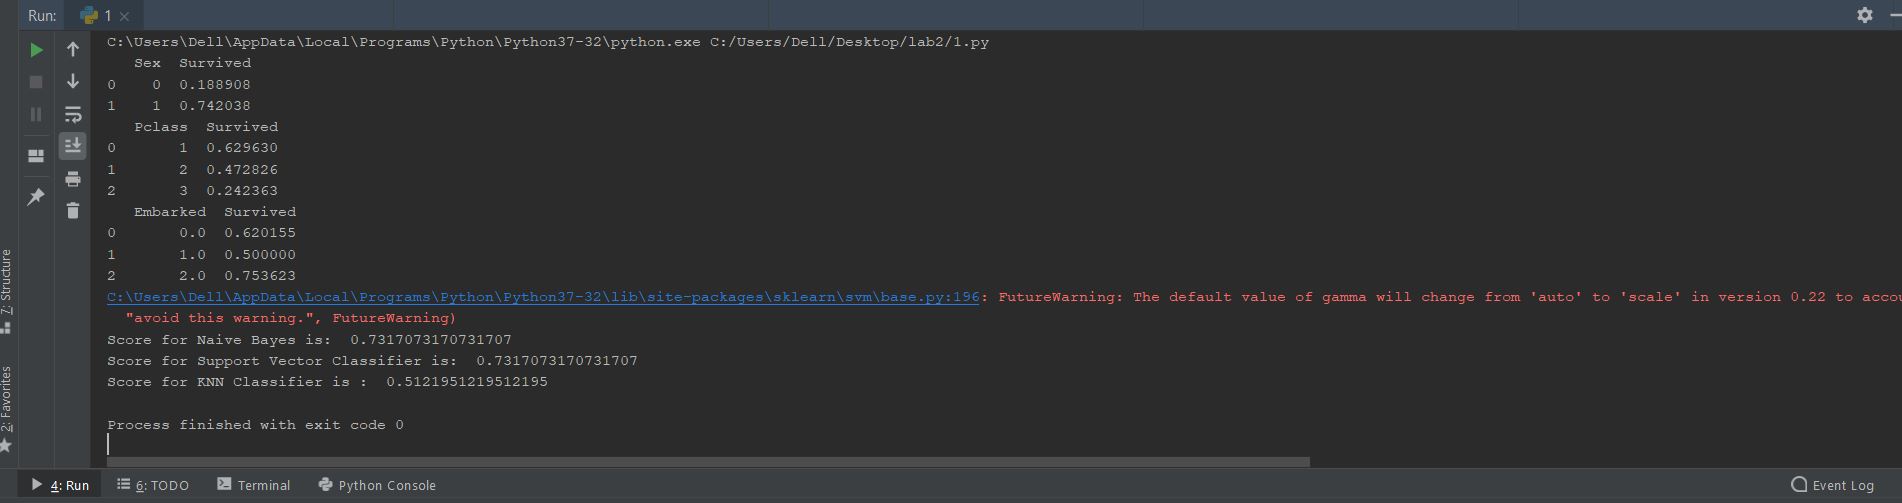 Run: 1
C:\Users\Dell\AppData\Local\Programs\Python\Python37-32\python.exe C:/Users/Dell/Desktop/lab2/1.py
Sex Survived
0 0 0.188908
1 1 0.742038
Pclass Survived
0 1 0.629630
1 2 0.472826
2 3 0.242363
Embarked Survived
0 0.0 0.620155
1 1.0 0.500000
2 2.0 0.753623
C:\Users\Dell\AppData\Local\Programs\Python\Python37-32\lib\site-packages\sklearn\svm\base.py:196: FutureWarning: The default value of gamma will change from 'auto' to 'scale' in version 0.22 to accou
"avoid this warning.", FutureWarning)
Score for Naive Bayes is: 0.7317073170731707
Score for Support Vector Classifier is: 0.7317073170731707
Score for KNN Classifier is : 0.5121951219512195
Process finished with exit code 0
7: Structure
2: Favorites
4: Run 6: TODO Terminal Python Console Event Log